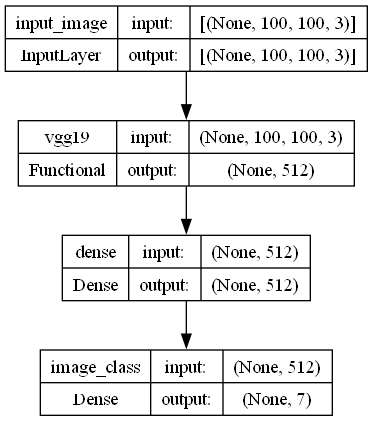 input_image input: [(None, 100, 100, 3)]
InputLayer output: [(None, 100, 100, 3)]
vgg19 input: (None, 100, 100, 3)
Functional output: (None, 512)
dense input: (None, 512)
Dense output: (None, 512)
image_class input: (None, 512)
Dense output: (None, 7)